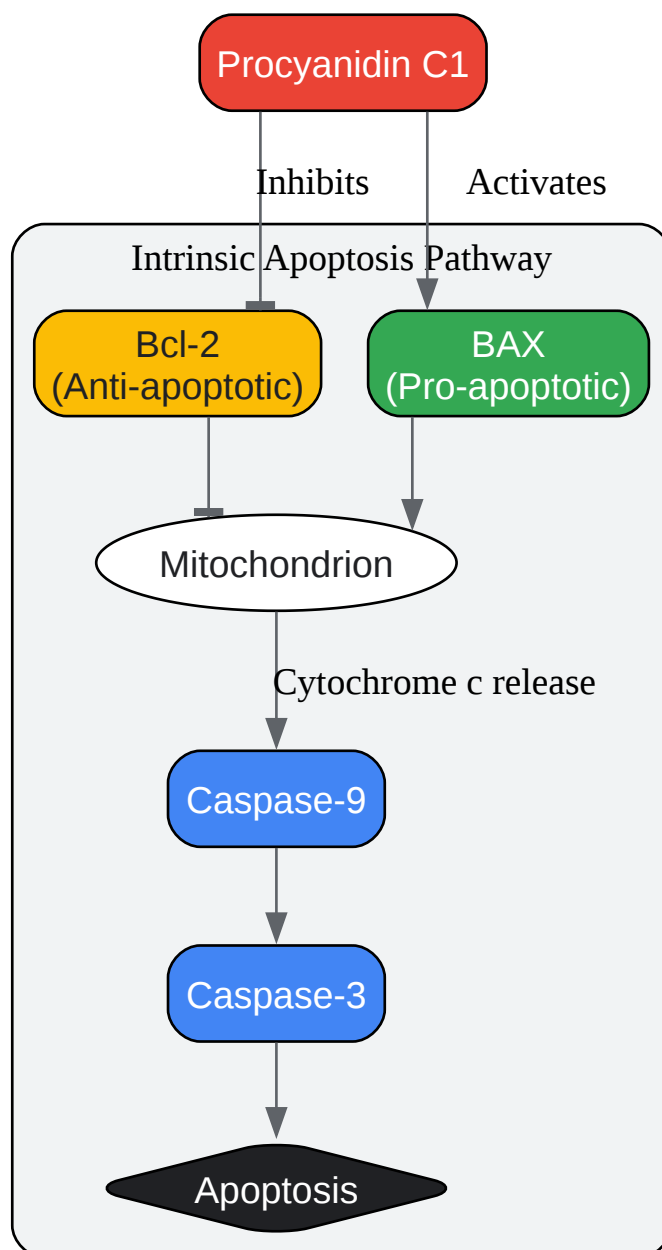 Procyanidin C1
Inhibits
Activates
Intrinsic Apoptosis Pathway
Bcl-2
(Anti-apoptotic)
BAX
(Pro-apoptotic)
Mitochondrion
Cytochrome c release
Caspase-9
Caspase-3
Apoptosis